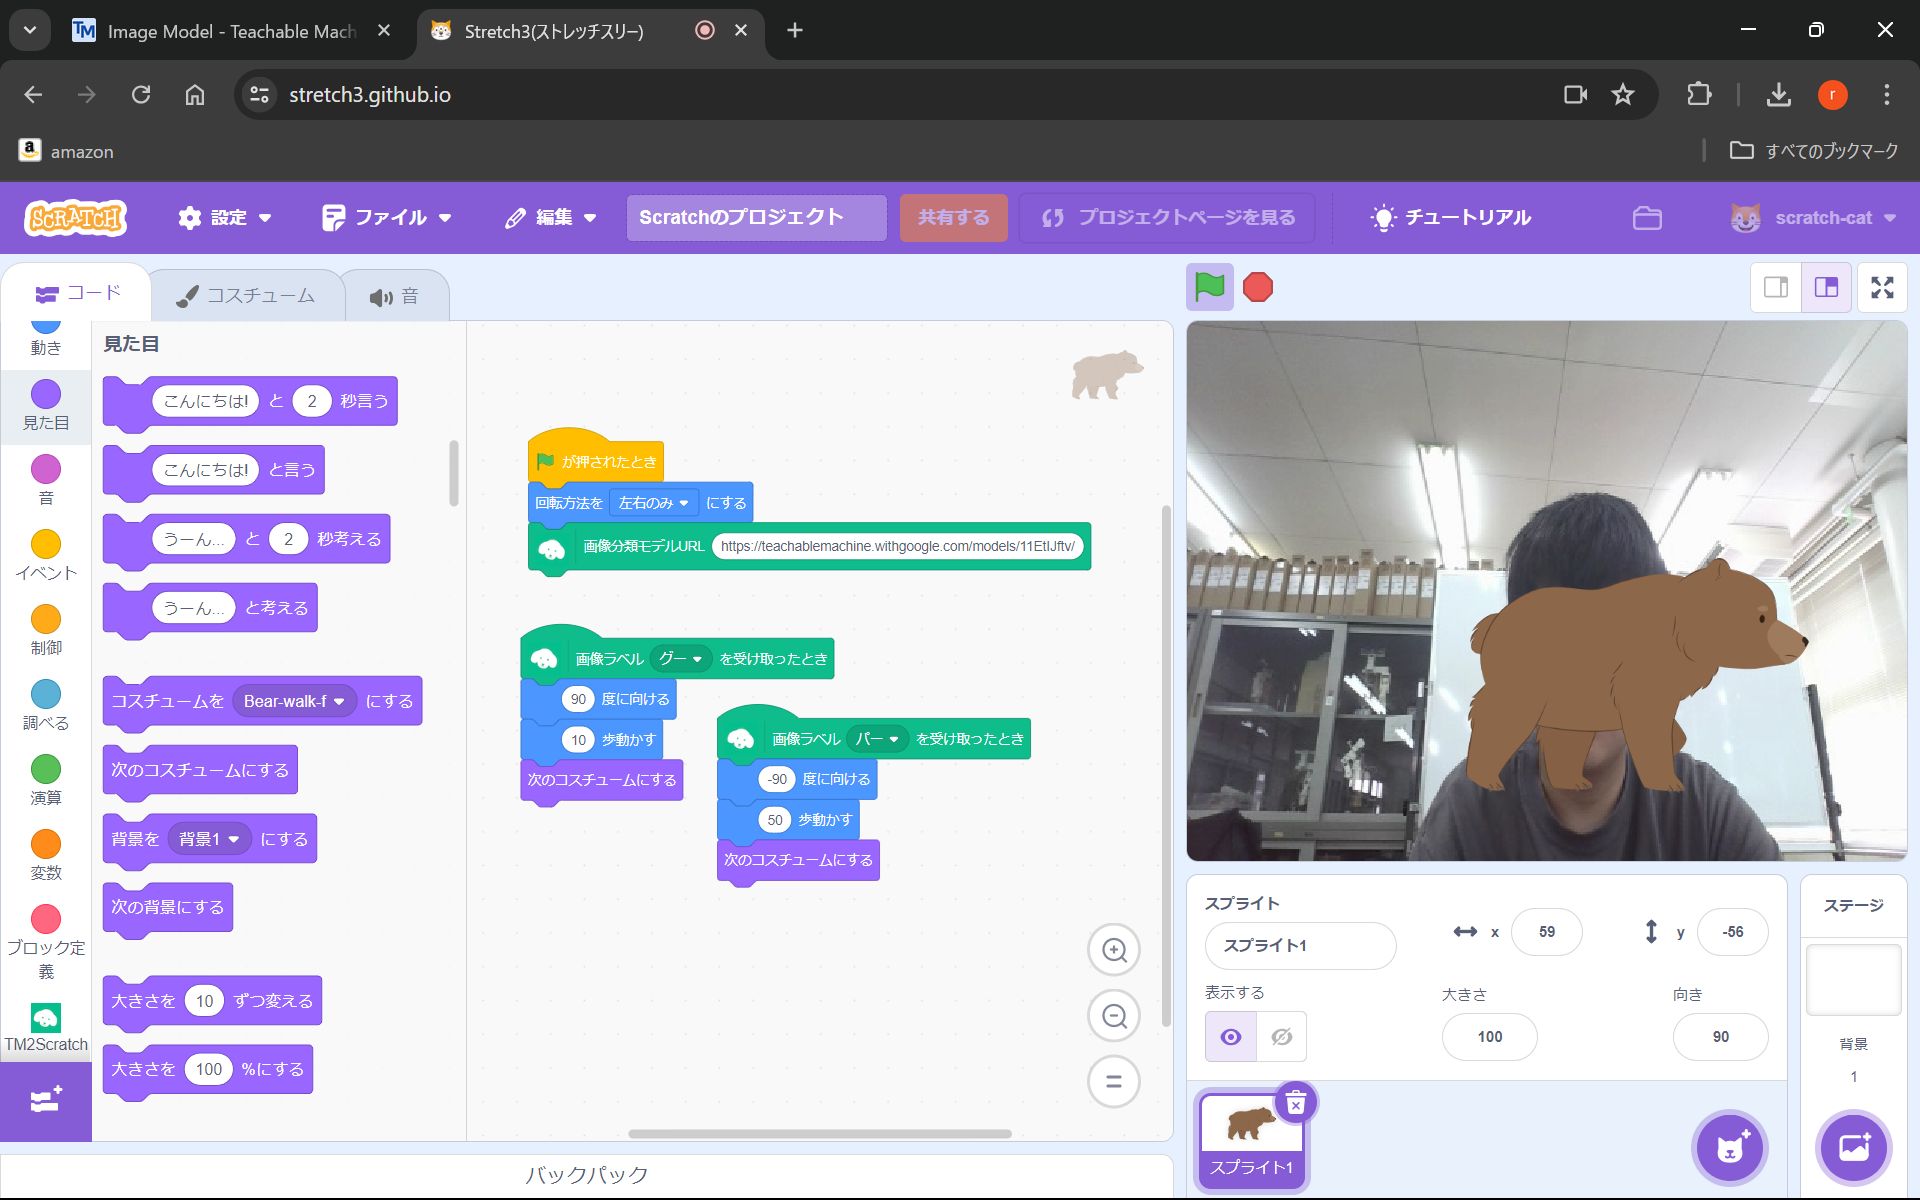 Image Model - Teachable Mach
Stretch3(ストレッチスリー)
stretch3.github.io
r
amazon
すべてのブックマーク
SCRATCH
設定
ファイル
編集
Scratchのプロジェクト
共有する
プロジェクトページを見る
チュートリアル
scratch-cat
コード
コスチューム
音
動き
見た目
音
イベント
制御
調べる
演算
変数
ブロック定
義
TM2Scratch
見た目
こんにちは! と 2 秒言う
こんにちは! と言う
うーん... と 2 秒考える
うーん... と考える
コスチュームを Bear-walk-f にする
次のコスチュームにする
背景を 背景1 にする
次の背景にする
大きさを 10 ずつ変える
大きさを 100 %にする
が押されたとき
回転方法を 左右のみ にする
画像分類モデルURL https://teachablemachine.withgoogle.com/models/11EtIJftv/
画像ラベル グー を受け取ったとき
90 度に向ける
10 歩動かす
次のコスチュームにする
画像ラベル パー を受け取ったとき
-90 度に向ける
50 歩動かす
次のコスチュームにする
バックパック
スプライト
スプライト1
x 59
y -56
表示する
大きさ
100
向き
90
スプライト1
ステージ
背景
1